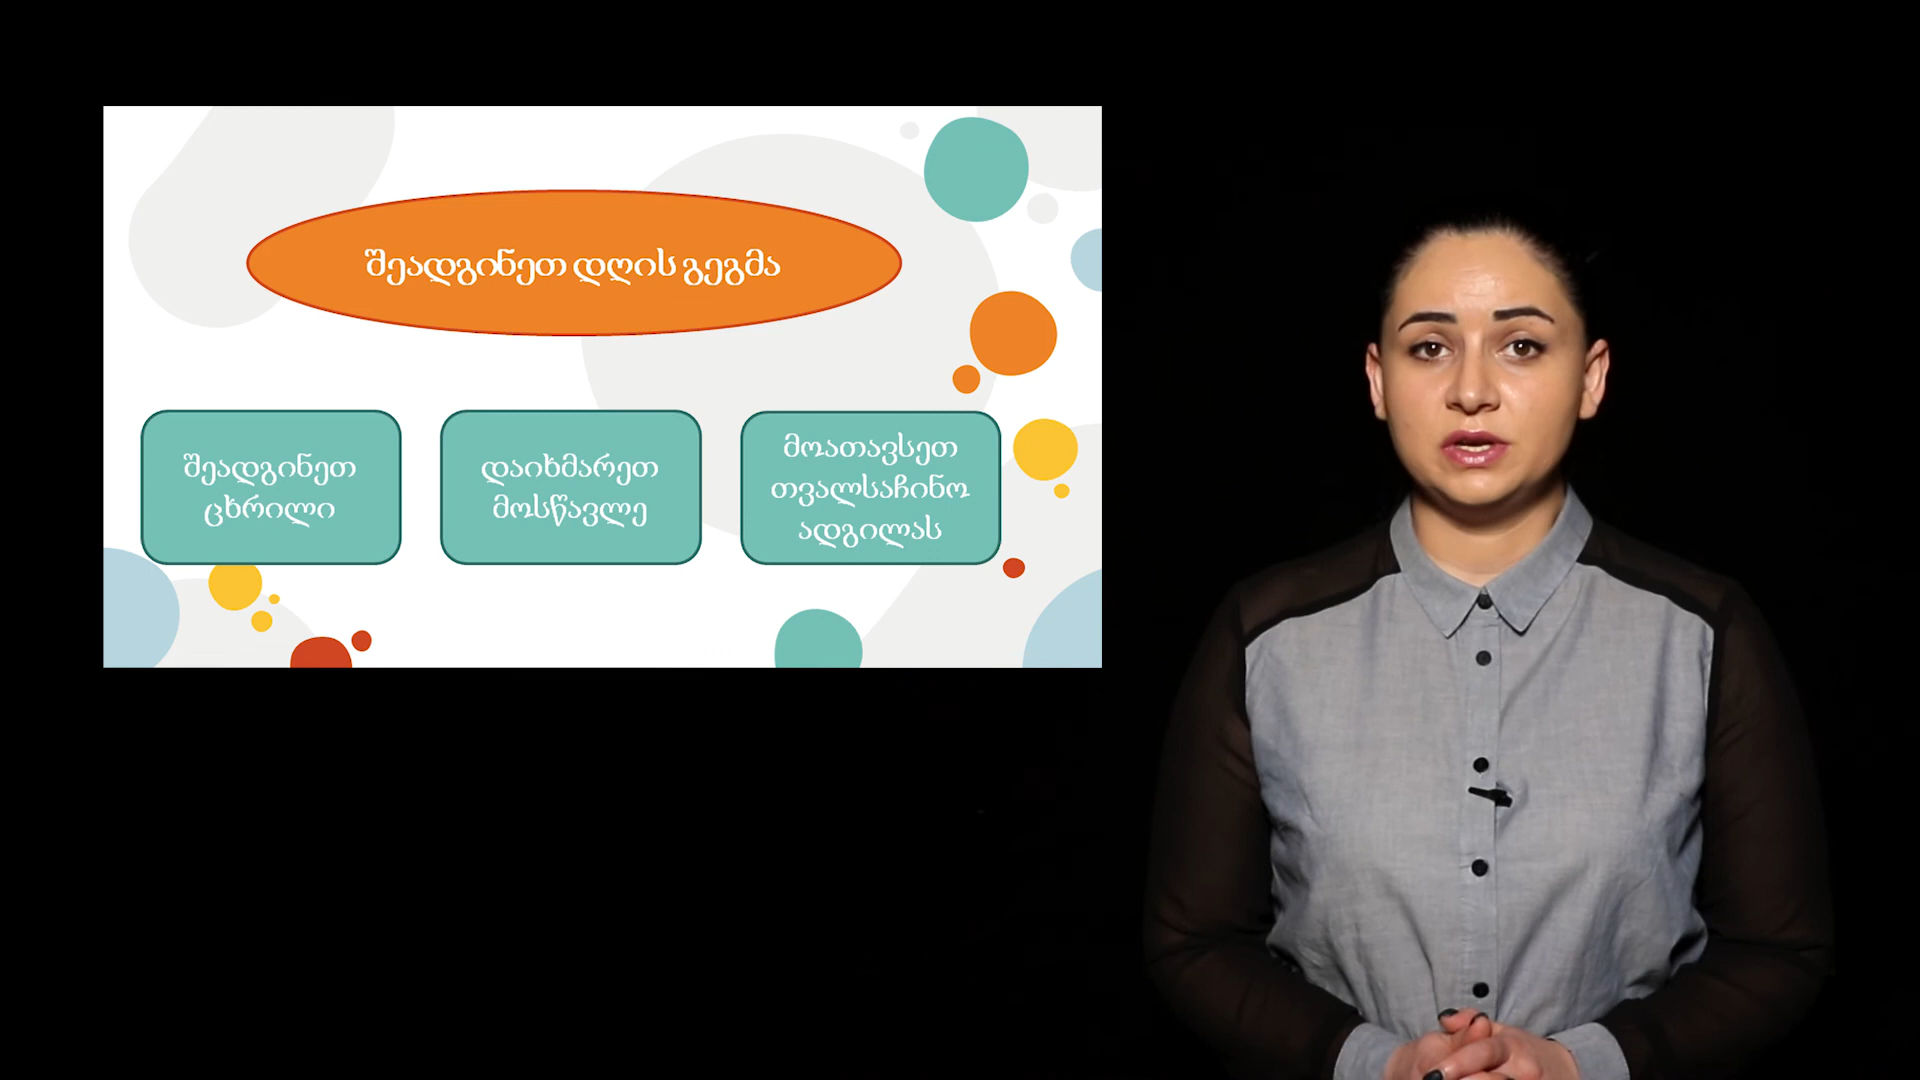 შეადგინეთ დღის გეგმა
შეადგინეთ
ცხრილი
დაიხმარეთ
მოსწავლე
მოათავსეთ
თვალსაჩინო
ადგილას